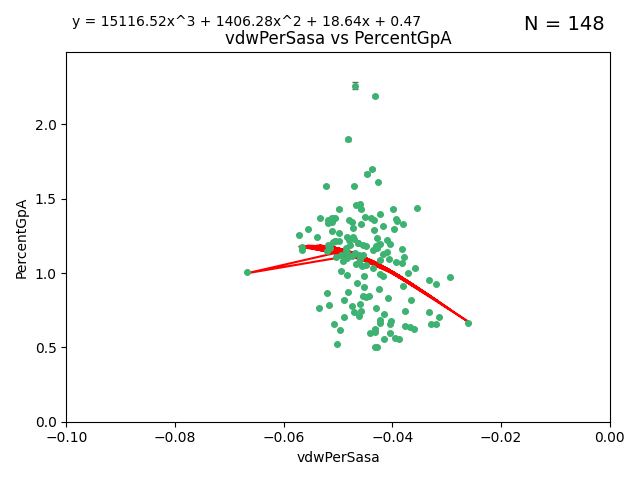 y = 15116.52x^3 + 1406.28x^2 + 18.64x + 0.47
N = 148
vdwPerSasa vs PercentGpA
PercentGpA
2.0
1.5
1.0
0.5
0.0
−0.10 −0.08 −0.06 −0.04 −0.02 0.00
vdwPerSasa